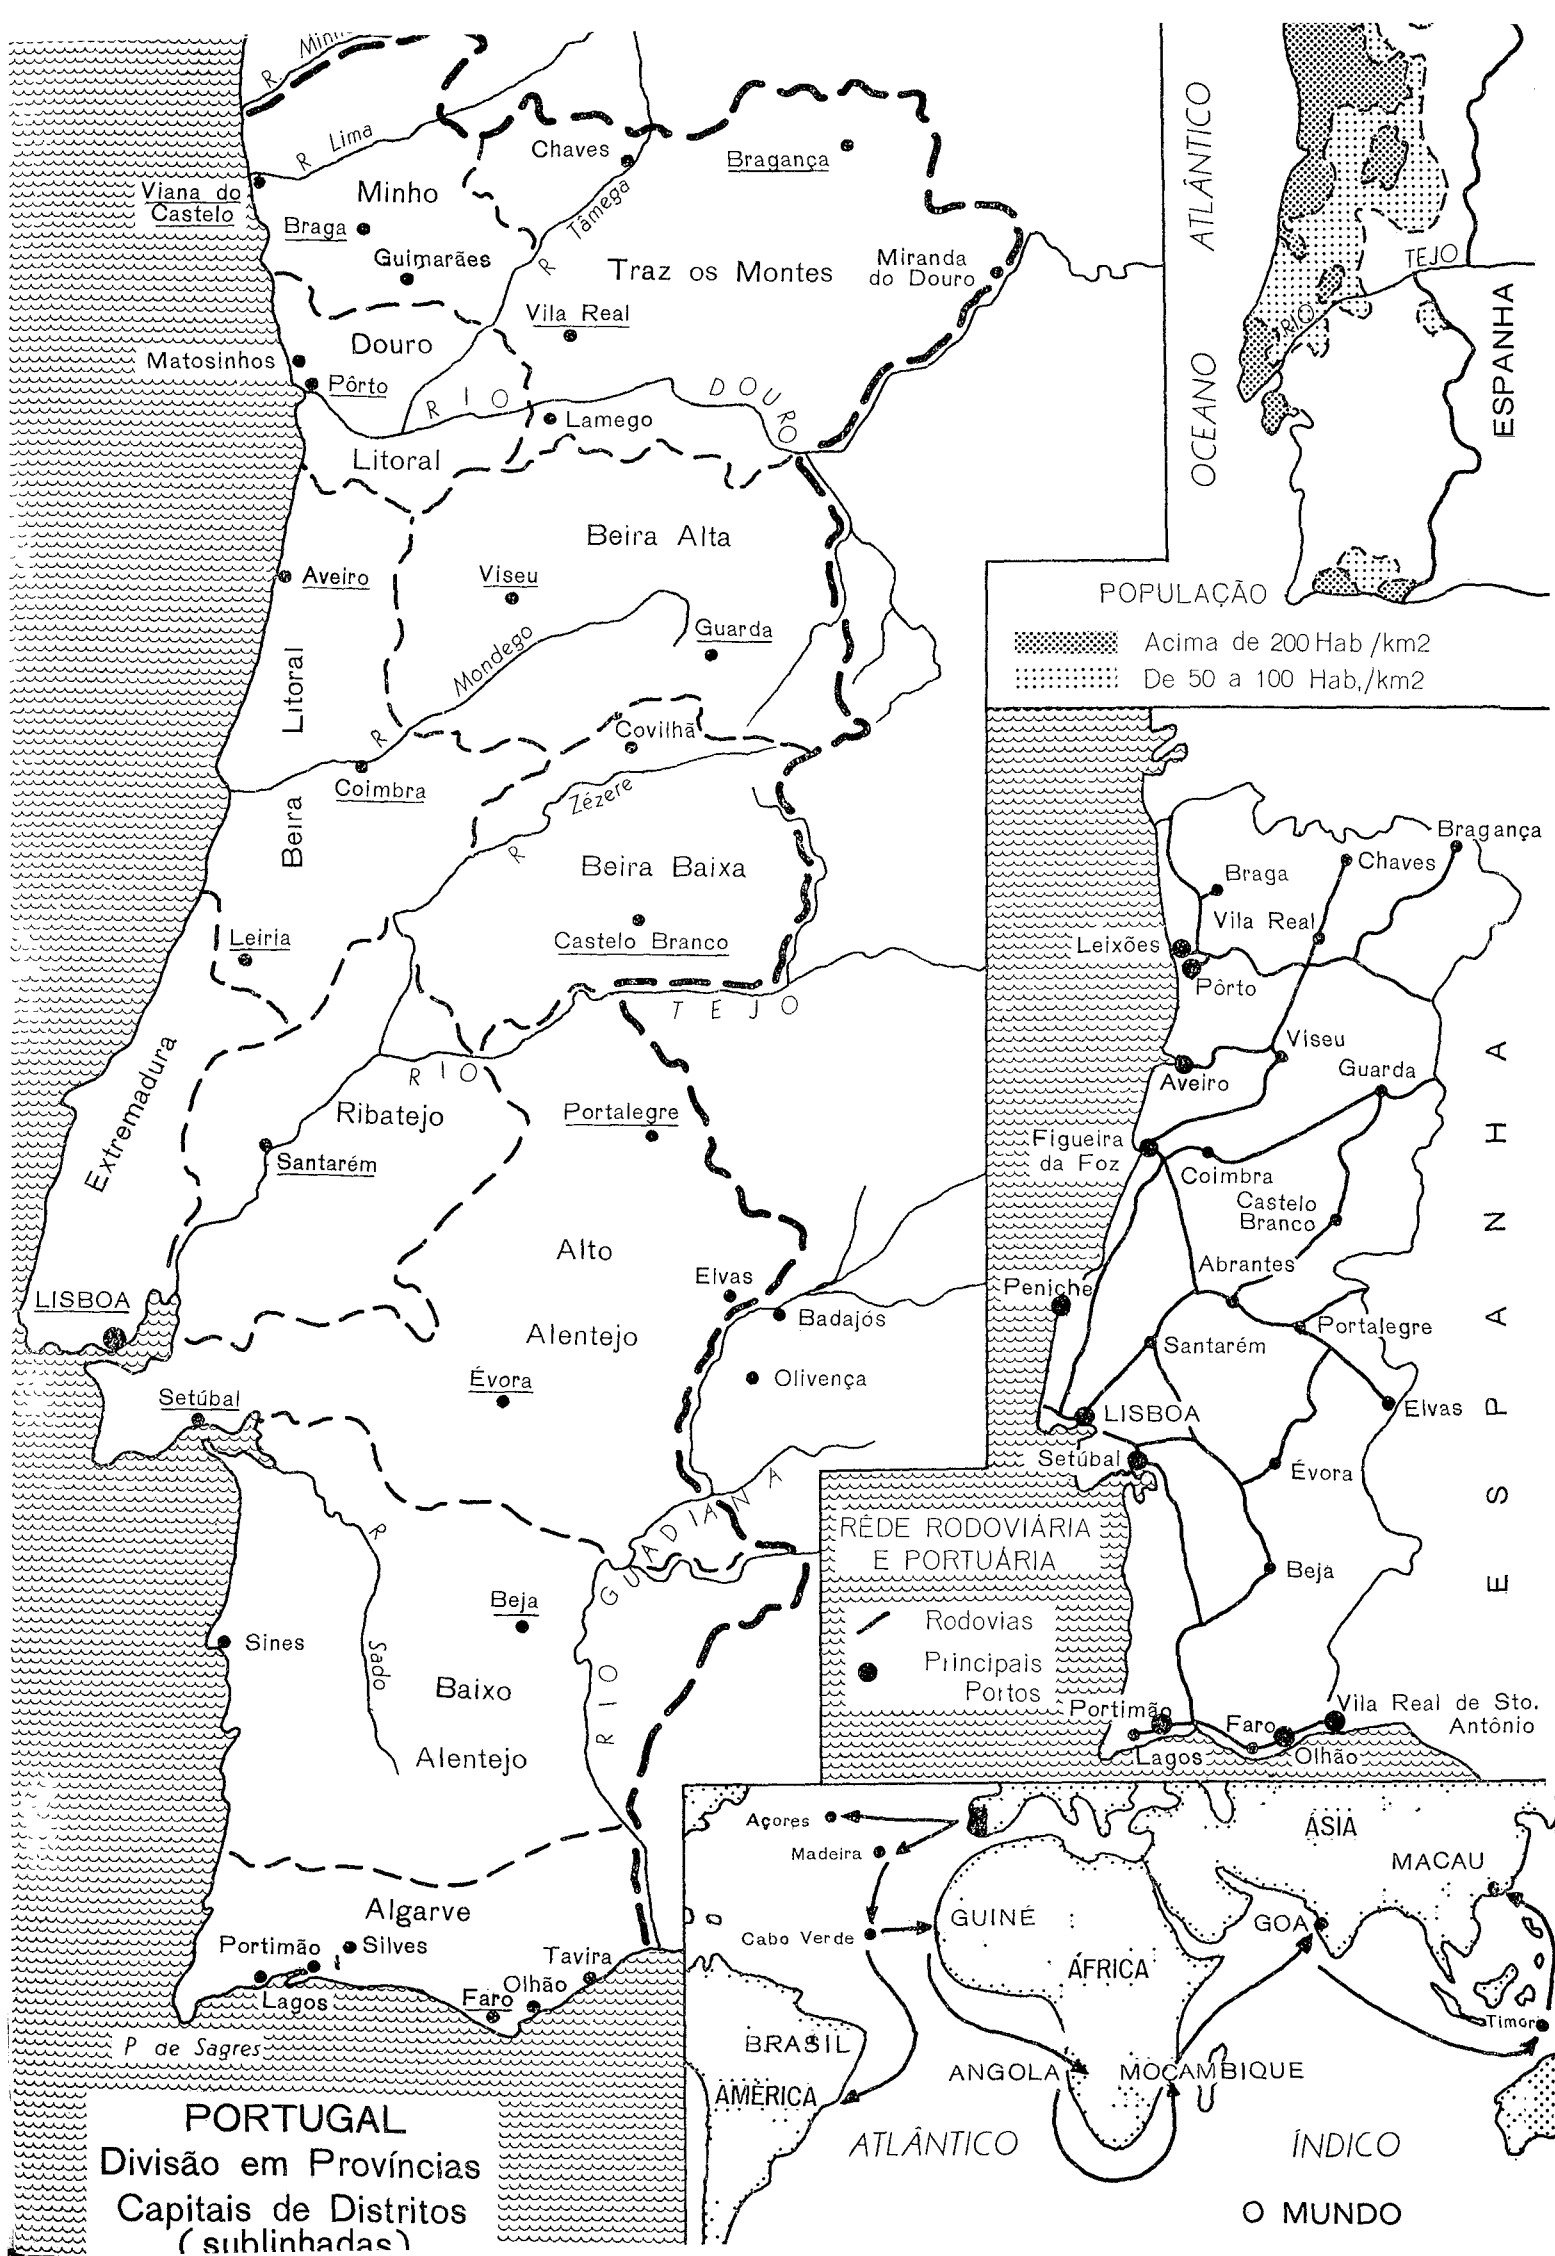 R Minho
R Lima
Chaves
Bragança
Viana do
Castelo
Minho
Braga
Guimarães
R Tâmega
Traz os Montes
Miranda
do Douro
Vila Real
Douro
Matosinhos
Pôrto
RIO DOURO
Lamego
Litoral
Beira Alta
Aveiro
Viseu
Guarda
R Mondego
Beira Litoral
Covilhã
Coimbra
R Zézere
Beira Baixa
Leiria
Castelo Branco
RIO TEJO
Extremadura
Ribatejo
Portalegre
Santarém
Alto
Alentejo
Elvas
LISBOA
Badajós
Olivença
Setúbal
Évora
RIO GUADIANA
R Sado
Beja
Sines
Baixo
Alentejo
Algarve
Portimão
Silves
Tavira
Olhão
Lagos
Faro
P de Sagres
PORTUGAL
Divisão em Províncias
Capitais de Distritos
(sublinhadas)
OCEANO ATLÂNTICO
RIO TEJO
ESPANHA
POPULAÇÃO
Acima de 200 Hab/km2
De 50 a 100 Hab,/km2
Bragança
Chaves
Braga
Vila Real
Leixões
Pôrto
Viseu
Guarda
Aveiro
Figueira
da Foz
Coimbra
Castelo
Branco
Abrantes
Peniche
Portalegre
Santarém
LISBOA
Elvas
Setúbal
Évora
ESPANHA
RÊDE RODOVIÁRIA
E PORTUÁRIA
Beja
Rodovias
Principais
Portos
Portimão
Faro
Vila Real de Sto.
Antônio
Lagos
Olhão
Açores
Madeira
ÁSIA
MACAU
GUINÉ
GOA
Cabo Verde
ÁFRICA
Timor
BRASIL
ANGOLA
MOÇAMBIQUE
AMÉRICA
ATLÂNTICO
ÍNDICO
O MUNDO